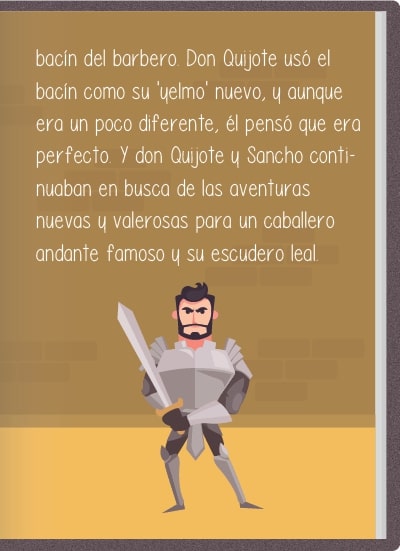 bacín del barbero. Don Quijote usó el
bacín como su 'yelmo' nuevo, y aunque
era un poco diferente, él pensó que era
perfecto. Y don Quijote y Sancho conti-
nuaban en busca de las aventuras
nuevas y valerosas para un caballero
andante famoso y su escudero leal.